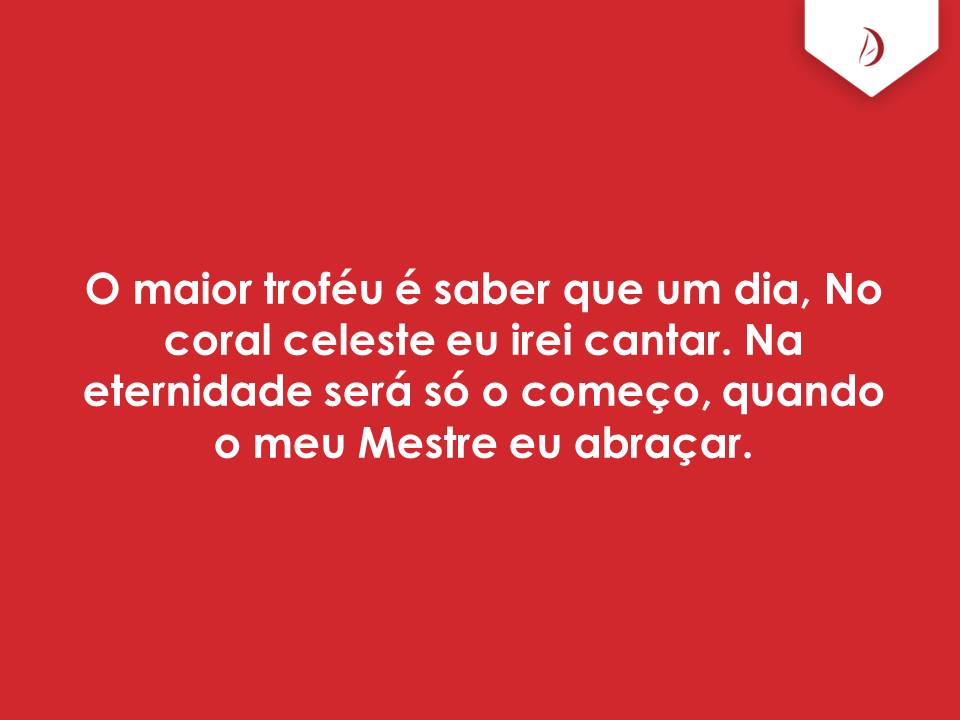 O maior troféu é saber que um dia, No
coral celeste eu irei cantar. Na
eternidade será só o começo, quando
o meu Mestre eu abraçar.